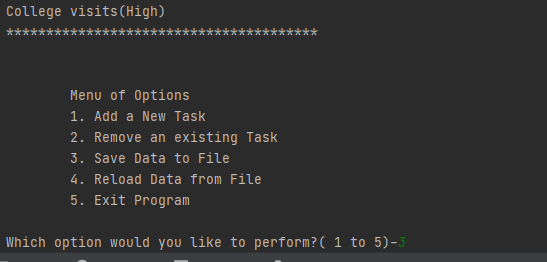 College visits(High)
***************************************
Menu of Options
1. Add a New Task
2. Remove an existing Task
3. Save Data to File
4. Reload Data from File
5. Exit Program
Which option would you like to perform?( 1 to 5)–3